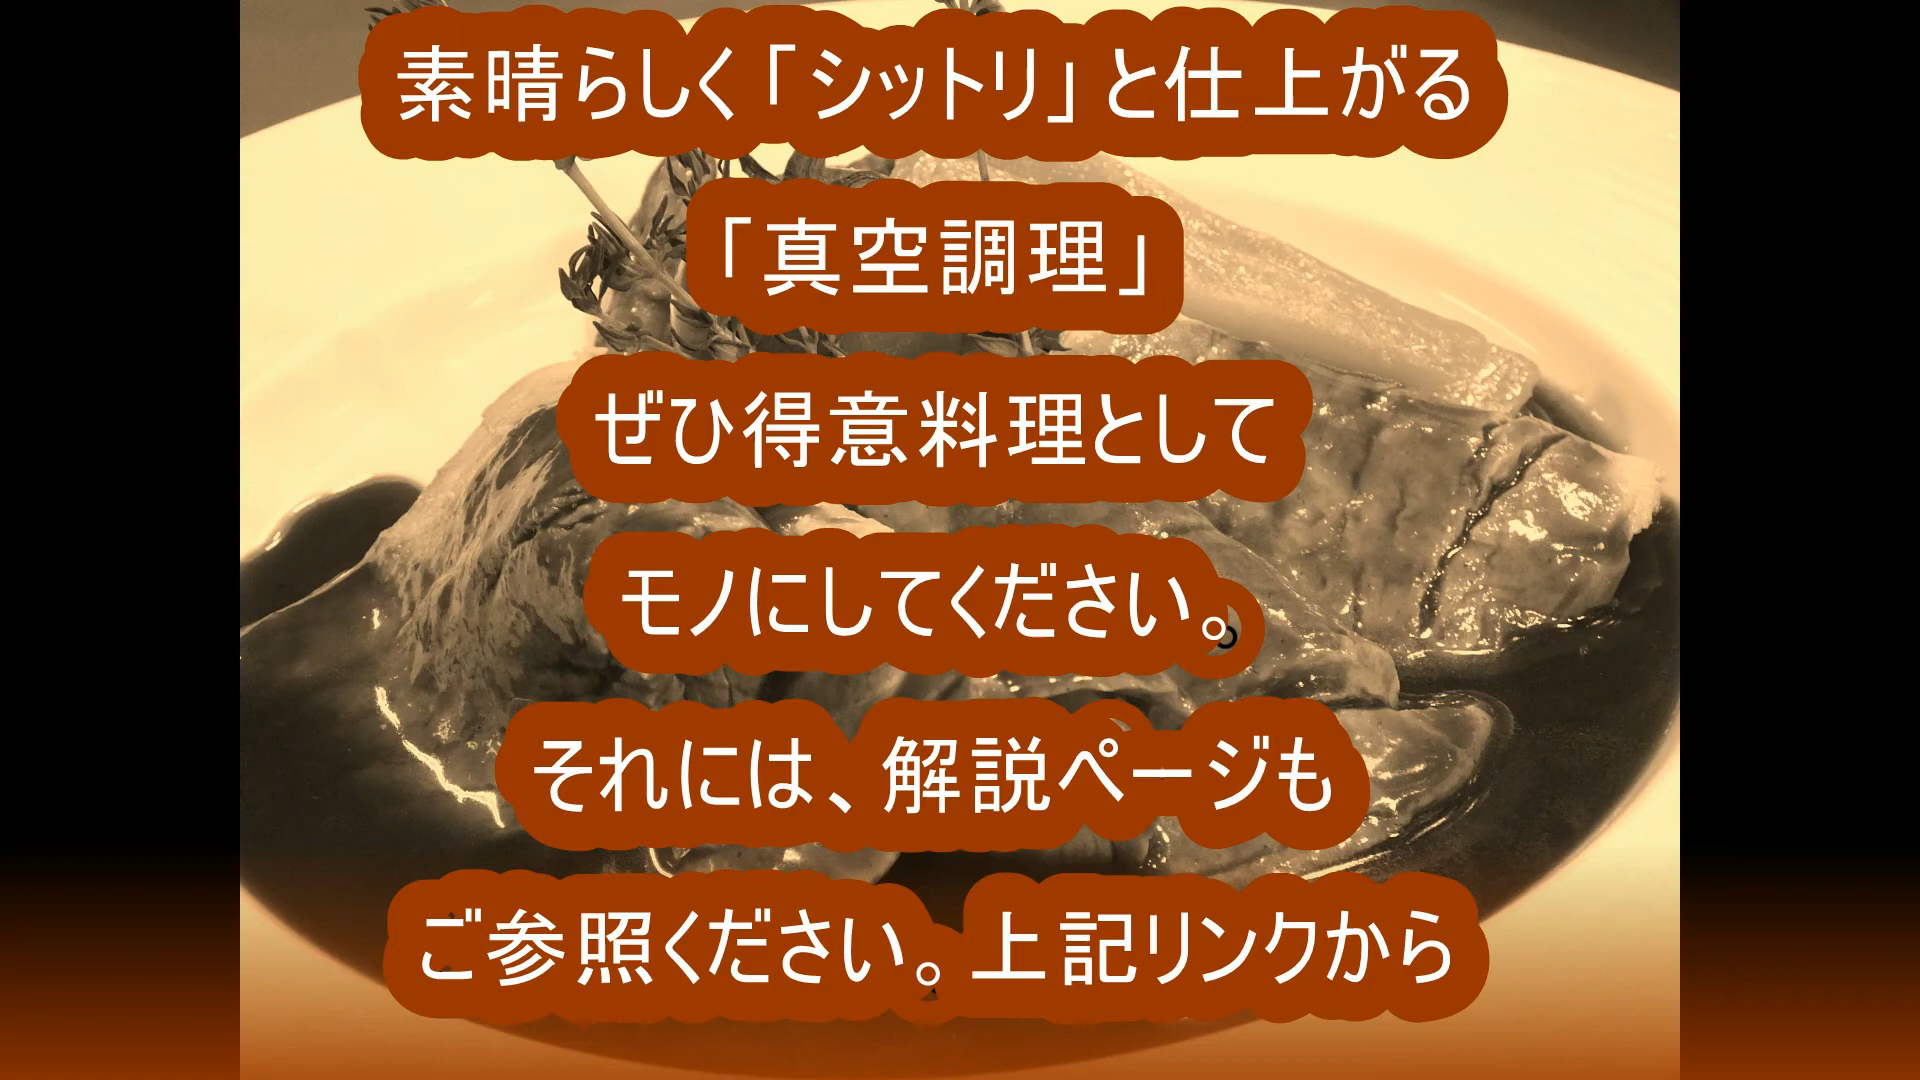 素晴らしく「シットリ」と仕上がる
「真空調理」
ぜひ得意料理として
モノにしてください。
それには、解説ページも
ご参照ください。上記リンクから